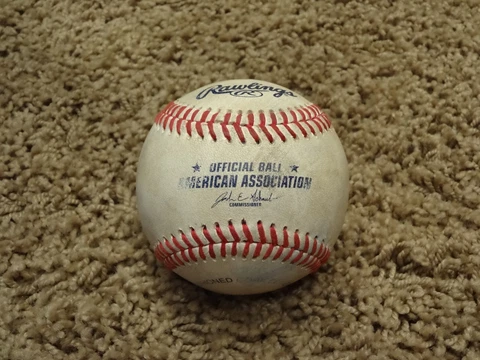 Rawlings
R
OFFICIAL BALL
AMERICAN ASSOCIATION
COMMISSIONER